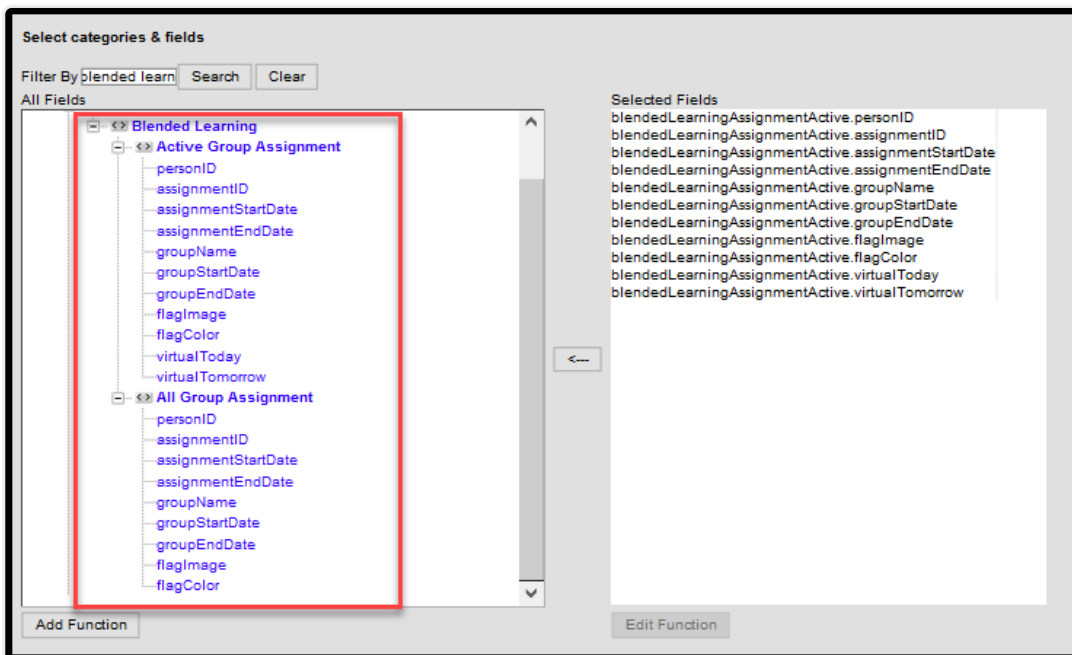 Select categories & fields
Filter By blended learn Search Clear
All Fields
Blended Learning
Active Group Assignment
personID
assignmentID
assignmentStartDate
assignmentEndDate
groupName
groupStartDate
groupEndDate
flagImage
flagColor
virtualToday
virtualTomorrow
All Group Assignment
personID
assignmentID
assignmentStartDate
assignmentEndDate
groupName
groupStartDate
groupEndDate
flagImage
flagColor
Add Function
<---
Selected Fields
blendedLearningAssignmentActive.personID
blendedLearningAssignmentActive.assignmentID
blendedLearningAssignmentActive.assignmentStartDate
blendedLearningAssignmentActive.assignmentEndDate
blendedLearningAssignmentActive.groupName
blendedLearningAssignmentActive.groupStartDate
blendedLearningAssignmentActive.groupEndDate
blendedLearningAssignmentActive.flagImage
blendedLearningAssignmentActive.flagColor
blendedLearningAssignmentActive.virtualToday
blendedLearningAssignmentActive.virtualTomorrow
Edit Function